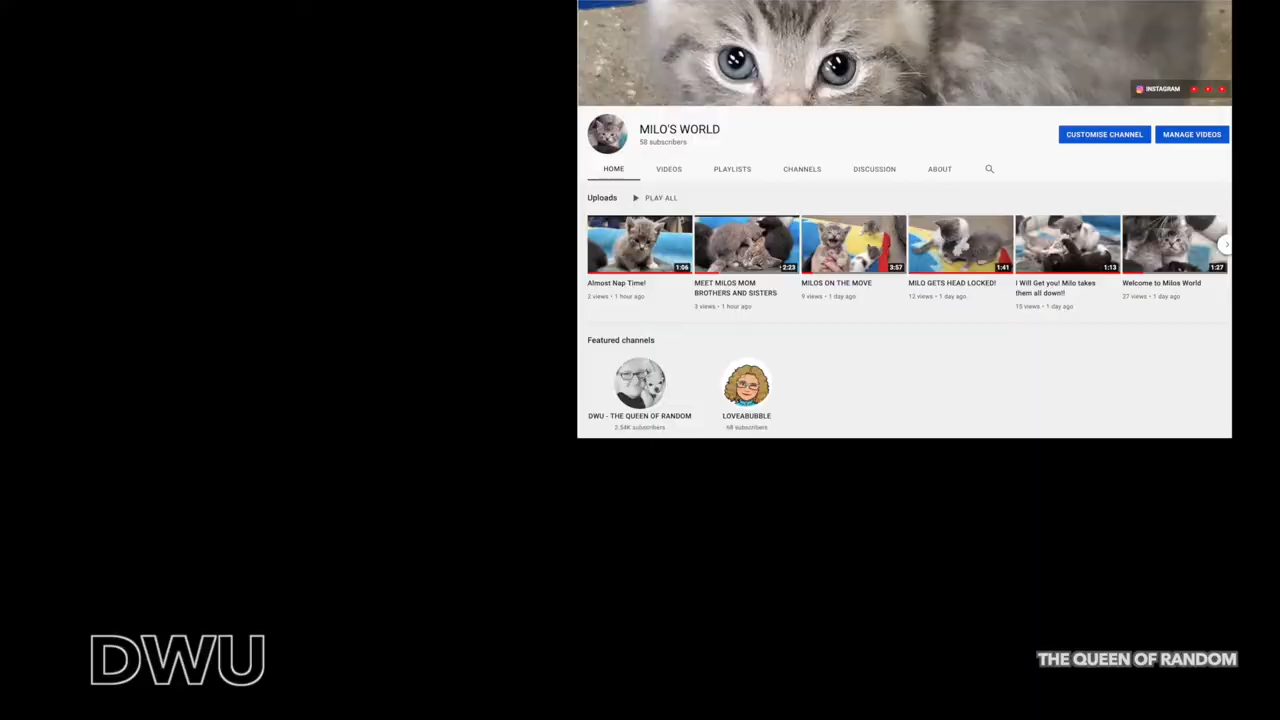 INSTAGRAM
MILO'S WORLD
58 subscribers
CUSTOMISE CHANNEL
MANAGE VIDEOS
HOME
VIDEOS
PLAYLISTS
CHANNELS
DISCUSSION
ABOUT
Uploads
PLAY ALL
1:06
2:23
3:57
1:41
1:13
1:27
Almost Nap Time!
2 views • 1 hour ago
MEET MILOS MOM
BROTHERS AND SISTERS
3 views • 1 hour ago
MILOS ON THE MOVE
9 views • 1 day ago
MILO GETS HEAD LOCKED!
12 views • 1 day ago
I Will Get you! Milo takes
them all down!!
15 views • 1 day ago
Welcome to Milos World
27 views • 1 day ago
Featured channels
DWU - THE QUEEN OF RANDOM
2.54K subscribers
LOVEABUBBLE
68 subscribers
DWU
THE QUEEN OF RANDOM